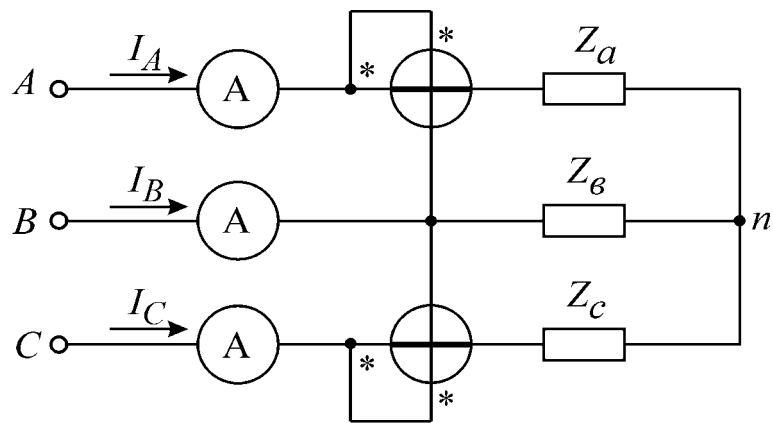 I_A * Z_a
A A *
I_B Z_в
B A n
I_C Z_c
C A *
*